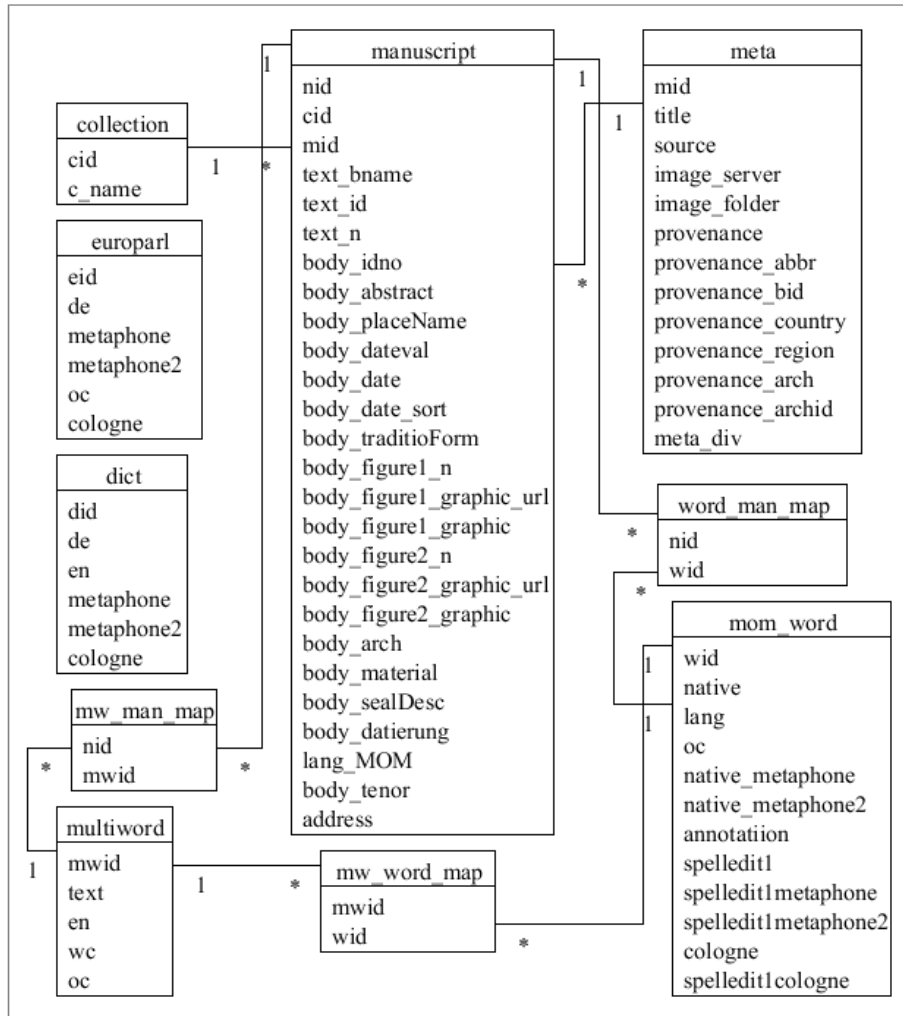 manuscript
nid
cid
mid
text_bname
text_id
text_n
body_idno
body_abstract
body_placeName
body_dateval
body_date
body_date_sort
body_traditioForm
body_figure1_n
body_figure1_graphic_url
body_figure1_graphic
body_figure2_n
body_figure2_graphic_url
body_figure2_graphic
body_arch
body_material
body_sealDesc
body_datierung
lang_MOM
body_tenor
address
meta
mid
title
source
image_server
image_folder
provenance
provenance_abbr
provenance_bid
provenance_country
provenance_region
provenance_arch
provenance_archid
meta_div
collection
cid
c_name
europarl
eid
de
metaphone
metaphone2
oc
cologne
dict
did
de
en
metaphone
metaphone2
cologne
mw_man_map
nid
mwid
multiword
mwid
text
en
wc
oc
mw_word_map
mwid
wid
word_man_map
nid
wid
mom_word
wid
native
lang
oc
native_metaphone
native_metaphone2
annotatiion
spelledit1
spelledit1metaphone
spelledit1metaphone2
cologne
spelledit1cologne
1
1
1
1
*
*
*
*
1
1
*
*
1
1
*
*